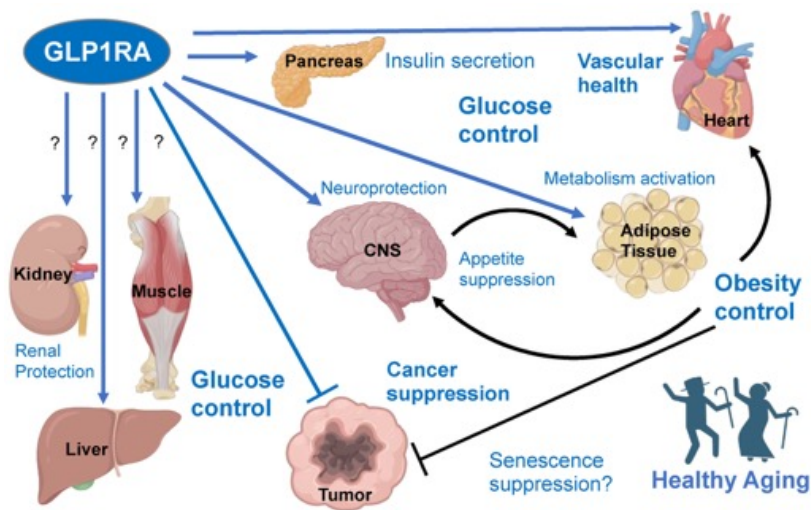 GLP1RA
Pancreas
Insulin secretion
Vascular
health
Heart
Glucose
control
?
?
?
?
Neuroprotection
Metabolism activation
CNS
Adipose
Tissue
Kidney
Muscle
Appetite
suppression
Obesity
control
Renal
Protection
Glucose
control
Cancer
suppression
Liver
Tumor
Senescence
suppression?
Healthy Aging